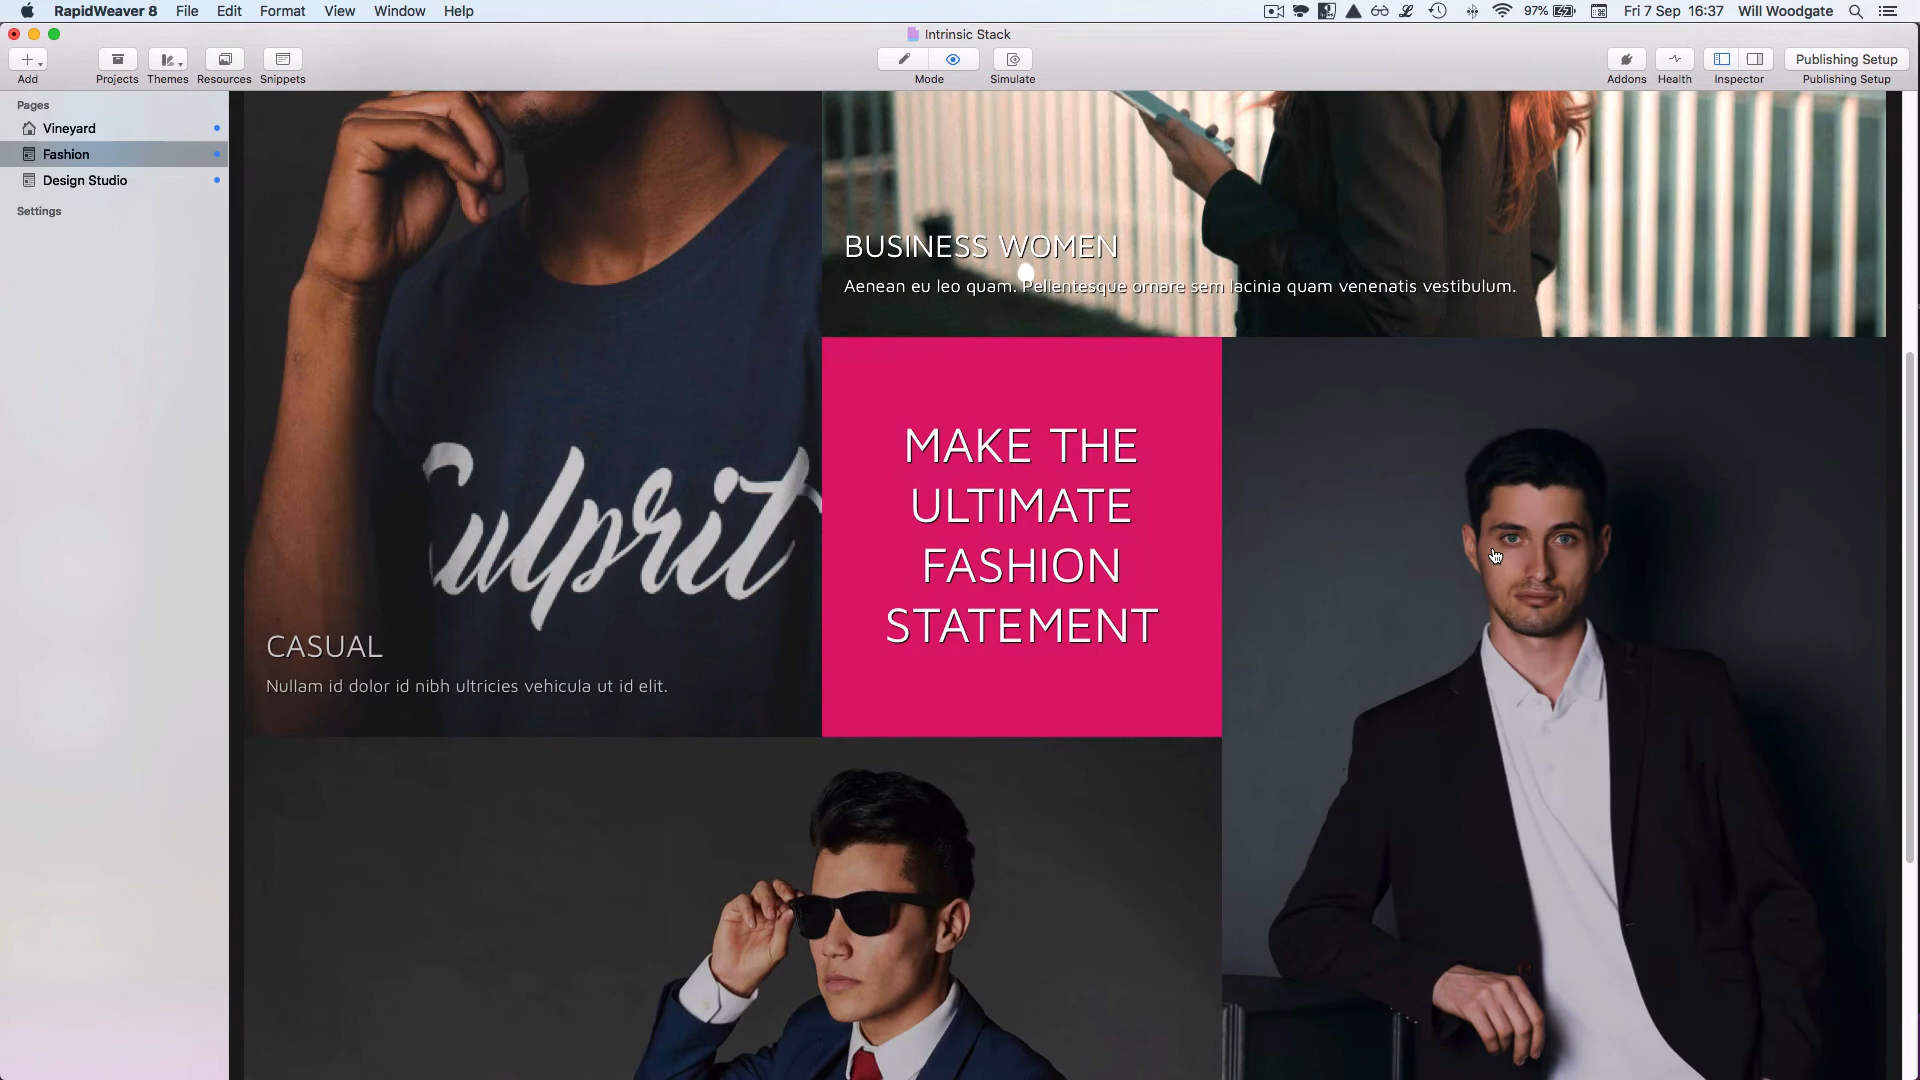 RapidWeaver 8 File Edit Format View Window Help
97% Fri 7 Sep 16:37 Will Woodgate
Intrinsic Stack
Add Projects Themes Resources Snippets Mode Simulate Addons Health Inspector
Publishing Setup
Publishing Setup
Pages
Vineyard
Fashion
Design Studio
Settings
BUSINESS WOMEN
Aenean eu leo quam. Pellentesque ornare sem lacinia quam venenatis vestibulum.
MAKE THE
ULTIMATE
FASHION
STATEMENT
Culprit
CASUAL
Nullam id dolor id nibh ultricies vehicula ut id elit.